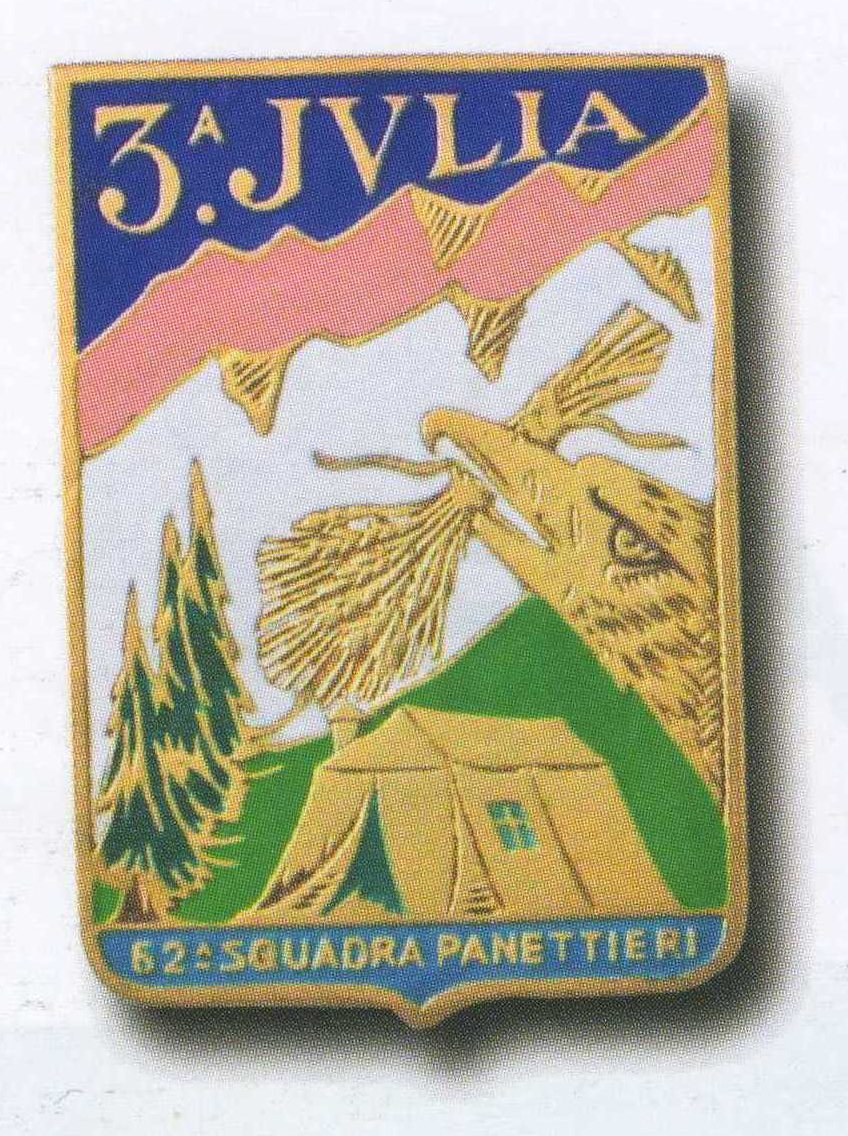 3.ᴬ JVLIA
62ª SQUADRA PANETTIERI